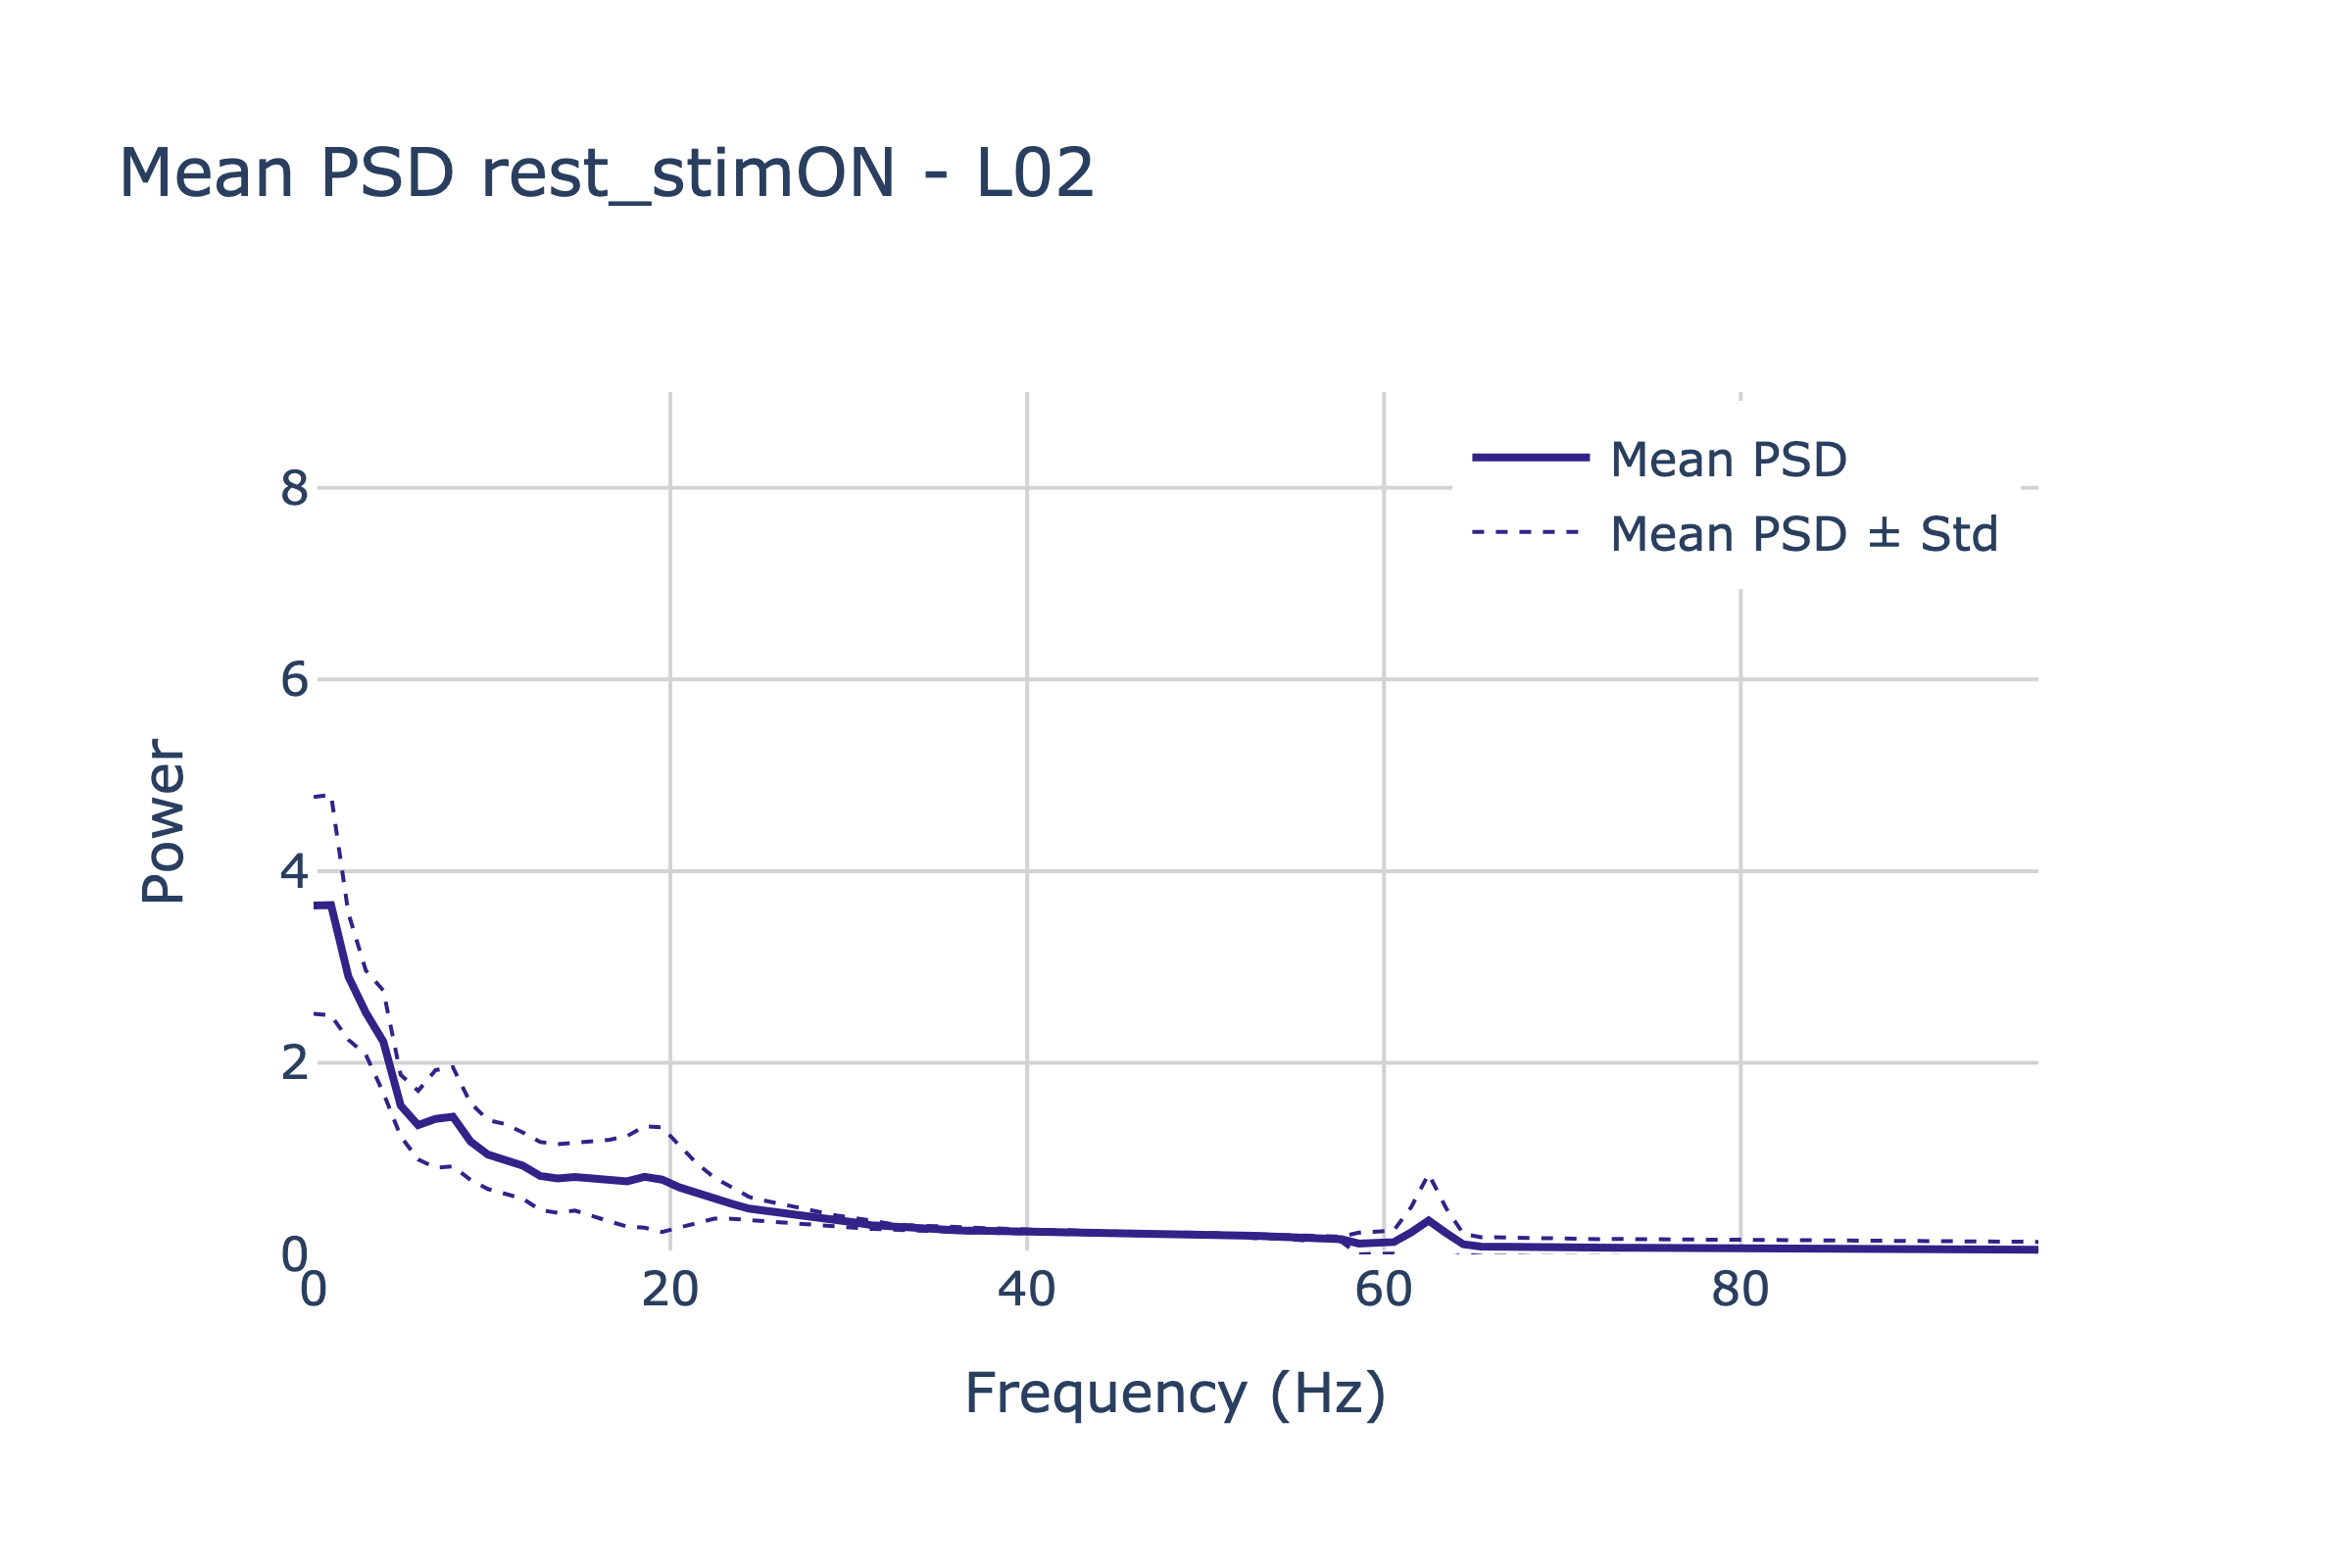 Mean PSD rest_stimON - L02
Mean PSD
Mean PSD ± Std
8
6
4
2
0
Power
0 20 40 60 80
Frequency (Hz)